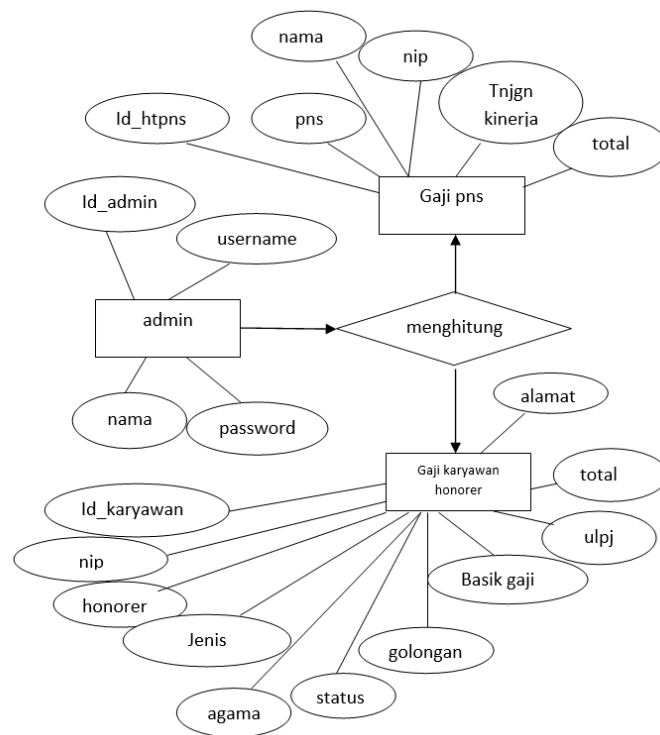 nama
nip
Tnjgn
kinerja
Id_htpns
pns
total
Gaji pns
Id_admin
username
admin
menghitung
nama
password
alamat
Gaji karyawan
honorer
total
Id_karyawan
ulpj
nip
Basik gaji
honorer
Jenis
golongan
status
agama